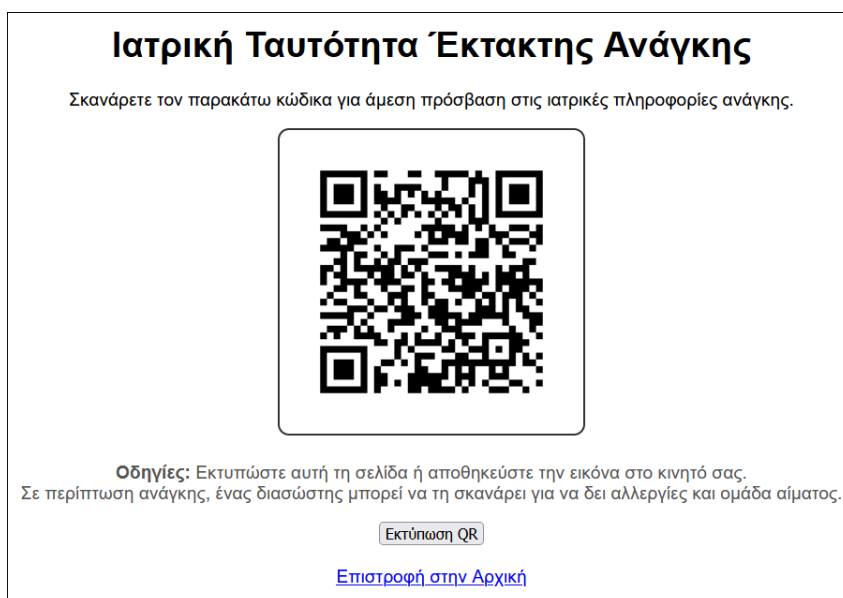 Ιατρική Ταυτότητα Έκτακτης Ανάγκης
Σκανάρετε τον παρακάτω κώδικα για άμεση πρόσβαση στις ιατρικές πληροφορίες ανάγκης.
Οδηγίες: Εκτυπώστε αυτή τη σελίδα ή αποθηκεύστε την εικόνα στο κινητό σας.
Σε περίπτωση ανάγκης, ένας διασώστης μπορεί να τη σκανάρει για να δει αλλεργίες και ομάδα αίματος.
Εκτύπωση QR
Επιστροφή στην Αρχική